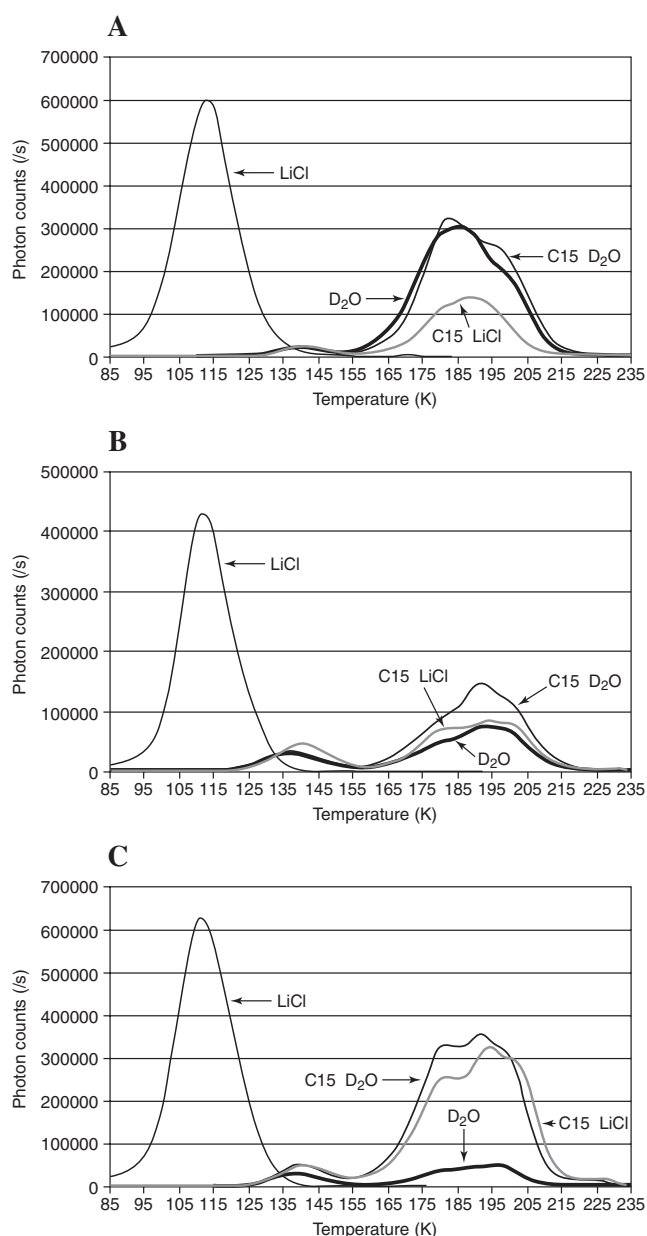 A
700000
600000
500000
400000
300000
200000
100000
0
Photon counts (/s)
LiCl
D₂O
C15 D₂O
C15 LiCl
85 95 105 115 125 135 145 155 165 175 185 195 205 215 225 235
Temperature (K)
B
500000
400000
300000
200000
100000
0
Photon counts (/s)
LiCl
C15 LiCl
C15 D₂O
D₂O
85 95 105 115 125 135 145 155 165 175 185 195 205 215 225 235
Temperature (K)
C
700000
600000
500000
400000
300000
200000
100000
0
Photon counts (/s)
LiCl
C15 D₂O
D₂O
C15 LiCl
85 95 105 115 125 135 145 155 165 175 185 195 205 215 225 235
Temperature (K)